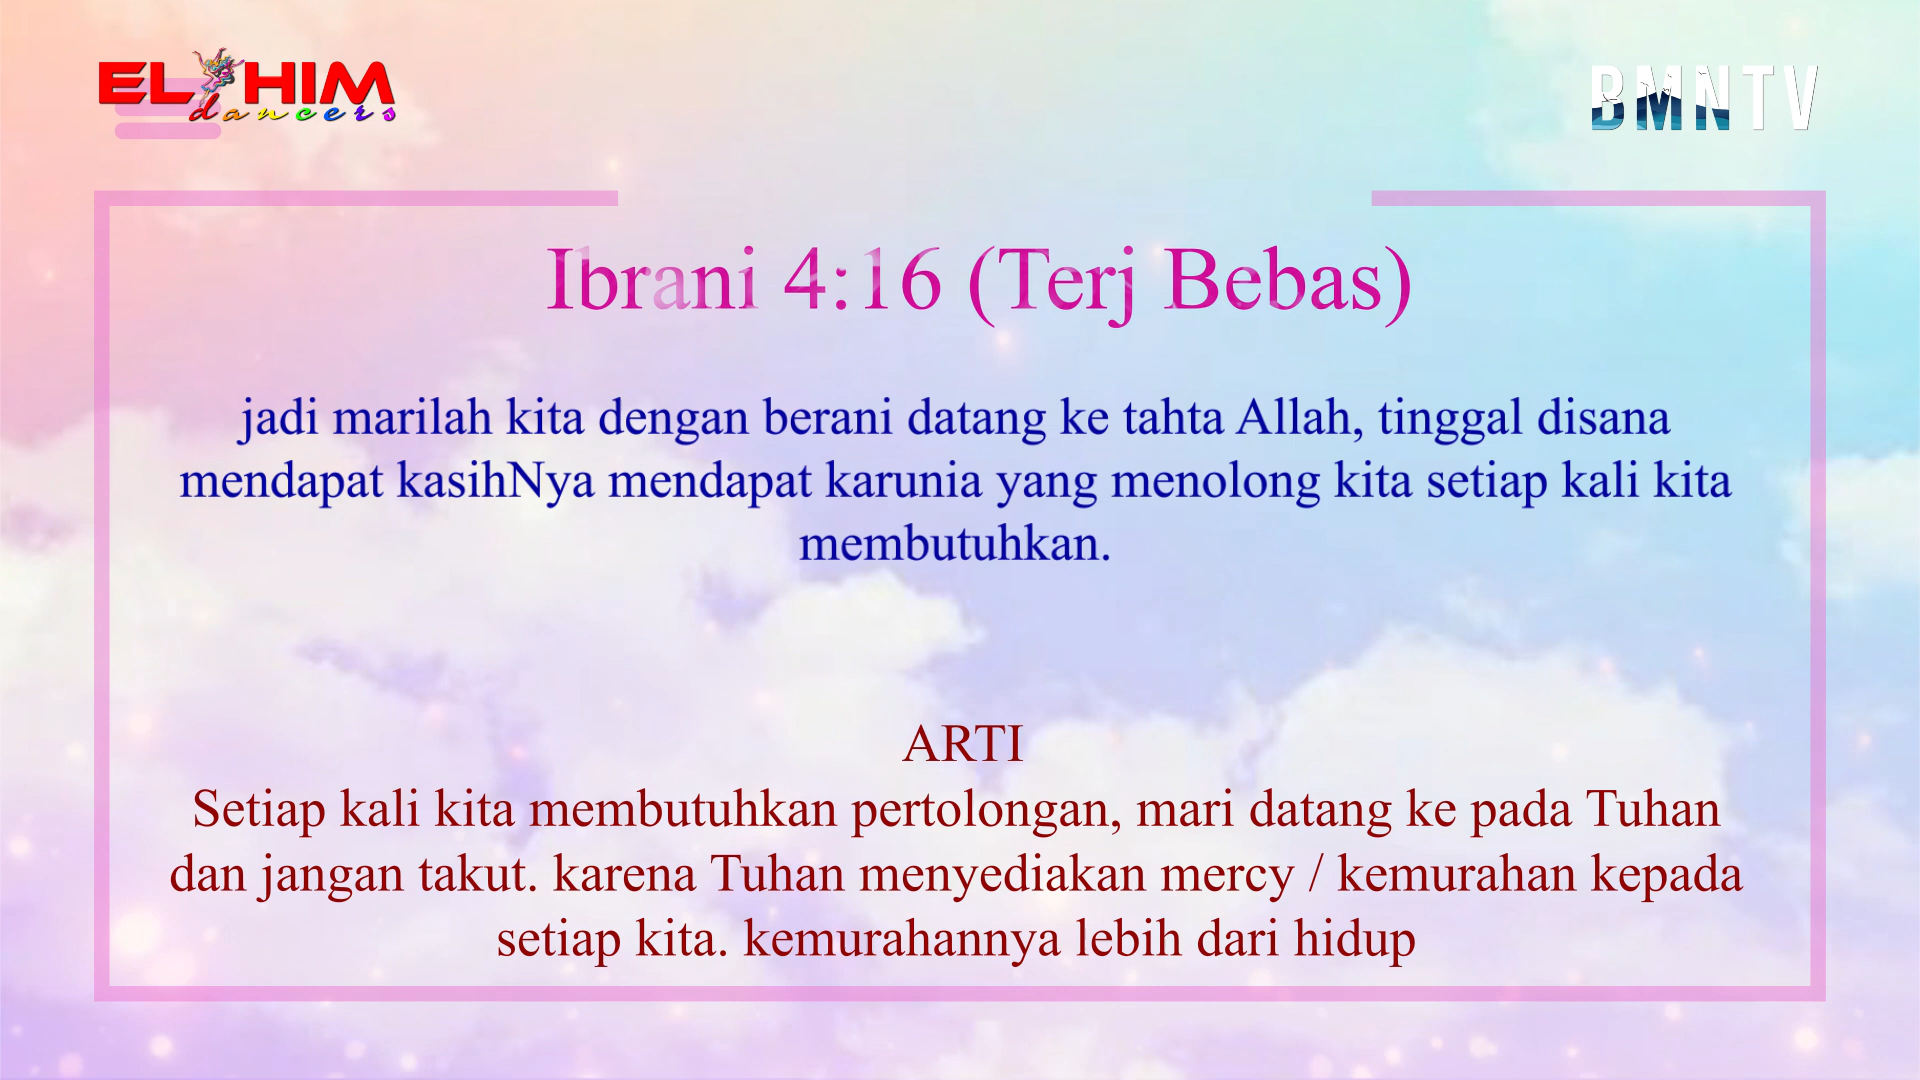 ELOHIM
dancers
BMNTV
Ibrani 4:16 (Terj Bebas)
jadi marilah kita dengan berani datang ke tahta Allah, tinggal disana
mendapat kasihNya mendapat karunia yang menolong kita setiap kali kita
membutuhkan.
ARTI
Setiap kali kita membutuhkan pertolongan, mari datang ke pada Tuhan
dan jangan takut. karena Tuhan menyediakan mercy / kemurahan kepada
setiap kita. kemurahannya lebih dari hidup